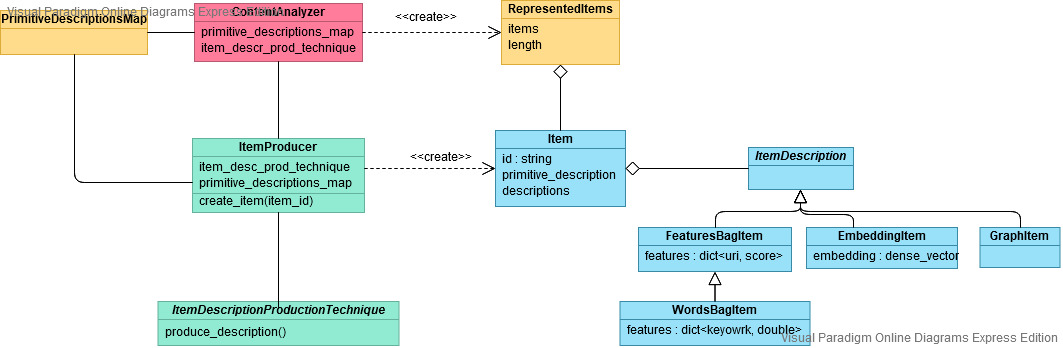 Visual Paradigm Online Diagrams Express Edition
PrimitiveDescriptionsMap
ContentAnalyzer
primitive_descriptions_map
item_descr_prod_technique
<<create>>
RepresentedItems
items
length
ItemProducer
item_desc_prod_technique
primitive_descriptions_map
create_item(item_id)
<<create>>
Item
id : string
primitive_description
descriptions
ItemDescription
FeaturesBagItem
features : dict<uri, score>
EmbeddingItem
embedding : dense_vector
GraphItem
ItemDescriptionProductionTechnique
produce_description()
WordsBagItem
features : dict<keyowrk, double>
Visual Paradigm Online Diagrams Express Edition